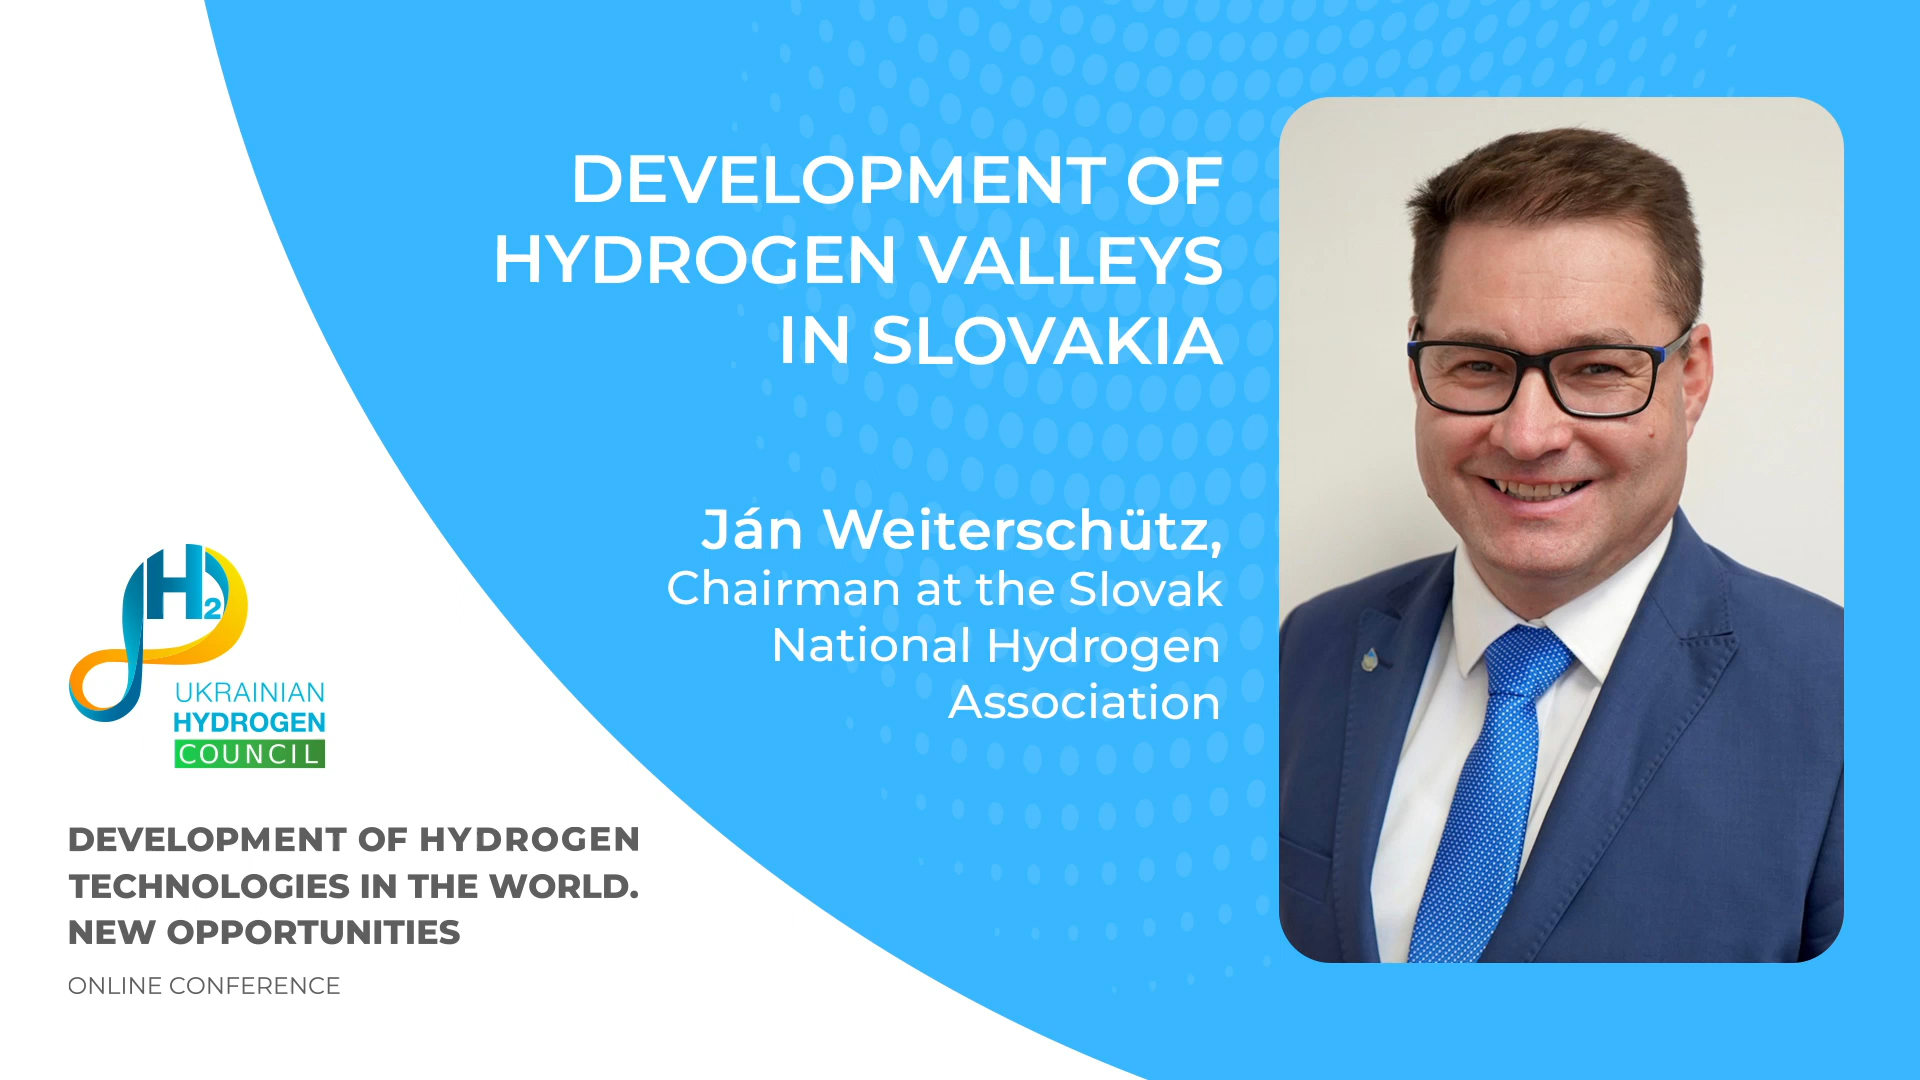 DEVELOPMENT OF
HYDROGEN VALLEYS
IN SLOVAKIA
Ján Weiterschütz,
Chairman at the Slovak
National Hydrogen
Association
H2
UKRAINIAN
HYDROGEN
COUNCIL
DEVELOPMENT OF HYDROGEN
TECHNOLOGIES IN THE WORLD.
NEW OPPORTUNITIES
ONLINE CONFERENCE